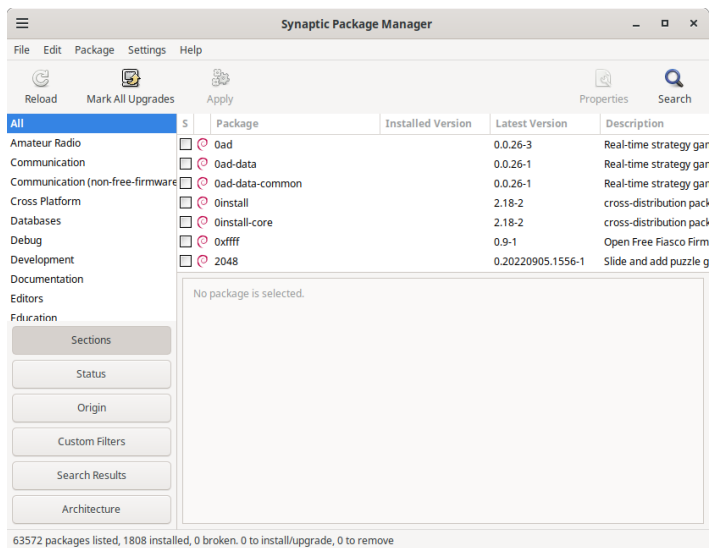 Synaptic Package Manager
File Edit Package Settings Help
Reload Mark All Upgrades Apply Properties Search
All
Amateur Radio
Communication
Communication (non-free-firmware
Cross Platform
Databases
Debug
Development
Documentation
Editors
Education
Sections
Status
Origin
Custom Filters
Search Results
Architecture
S Package Installed Version Latest Version Description
0ad 0.0.26-3 Real-time strategy gar
0ad-data 0.0.26-1 Real-time strategy gar
0ad-data-common 0.0.26-1 Real-time strategy gar
0install 2.18-2 cross-distribution pack
0install-core 2.18-2 cross-distribution pack
0xffff 0.9-1 Open Free Fiasco Firm
2048 0.20220905.1556-1 Slide and add puzzle g
No package is selected.
63572 packages listed, 1808 installed, 0 broken. 0 to install/upgrade, 0 to remove